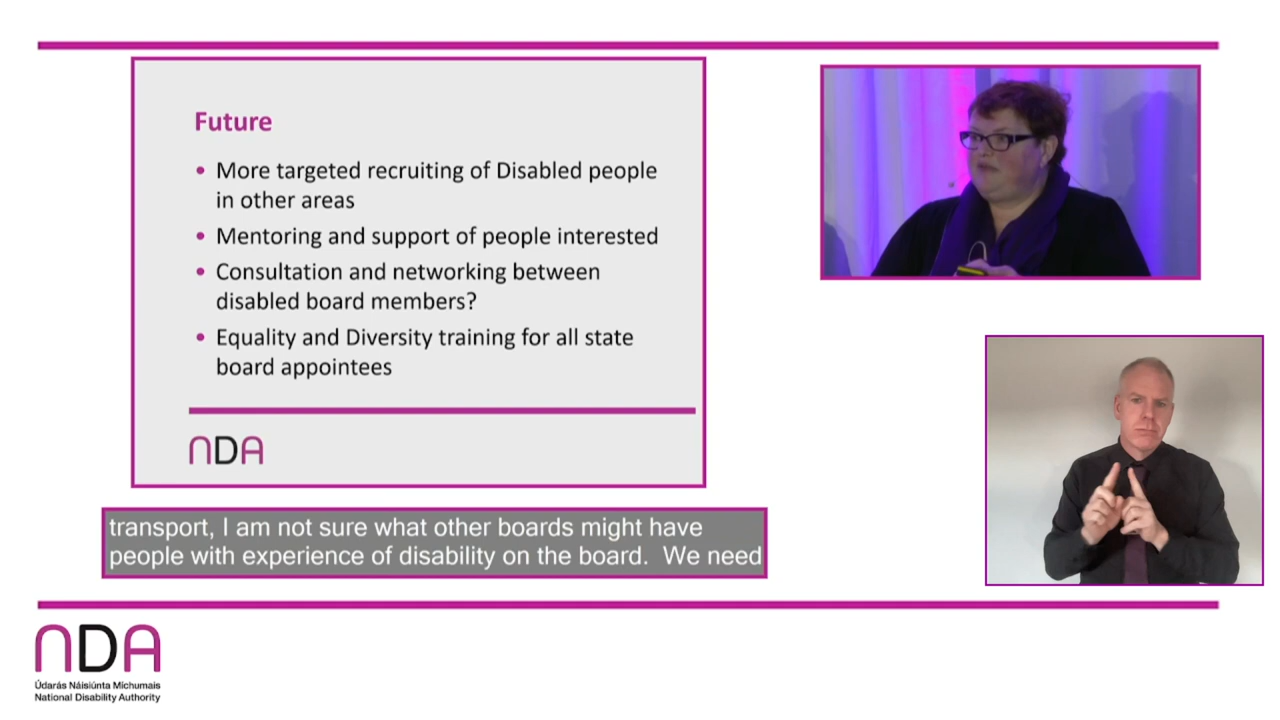 Future
• More targeted recruiting of Disabled people
in other areas
• Mentoring and support of people interested
• Consultation and networking between
disabled board members?
• Equality and Diversity training for all state
board appointees
NDA
transport, I am not sure what other boards might have
people with experience of disability on the board.  We need
NDA
Údarás Náisiúnta Míchumais
National Disability Authority